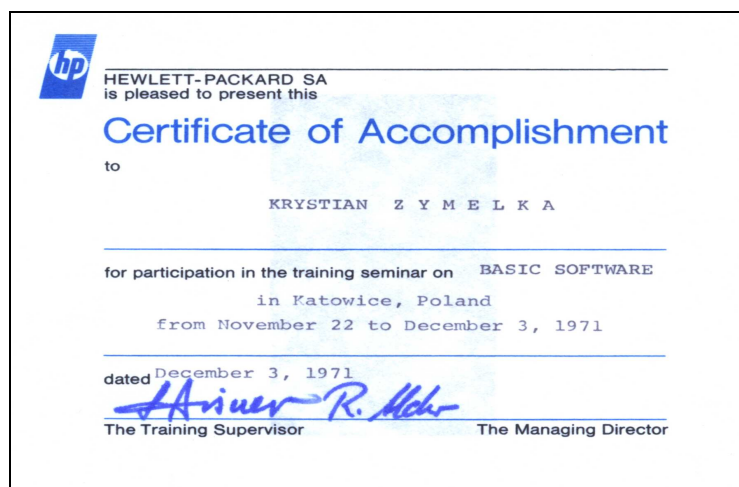 hp
HEWLETT-PACKARD SA
is pleased to present this
Certificate of Accomplishment
to
KRYSTIAN Z Y M E L K A
for participation in the training seminar on BASIC SOFTWARE
in Katowice, Poland
from November 22 to December 3, 1971
dated December 3, 1971
R.
The Training Supervisor The Managing Director